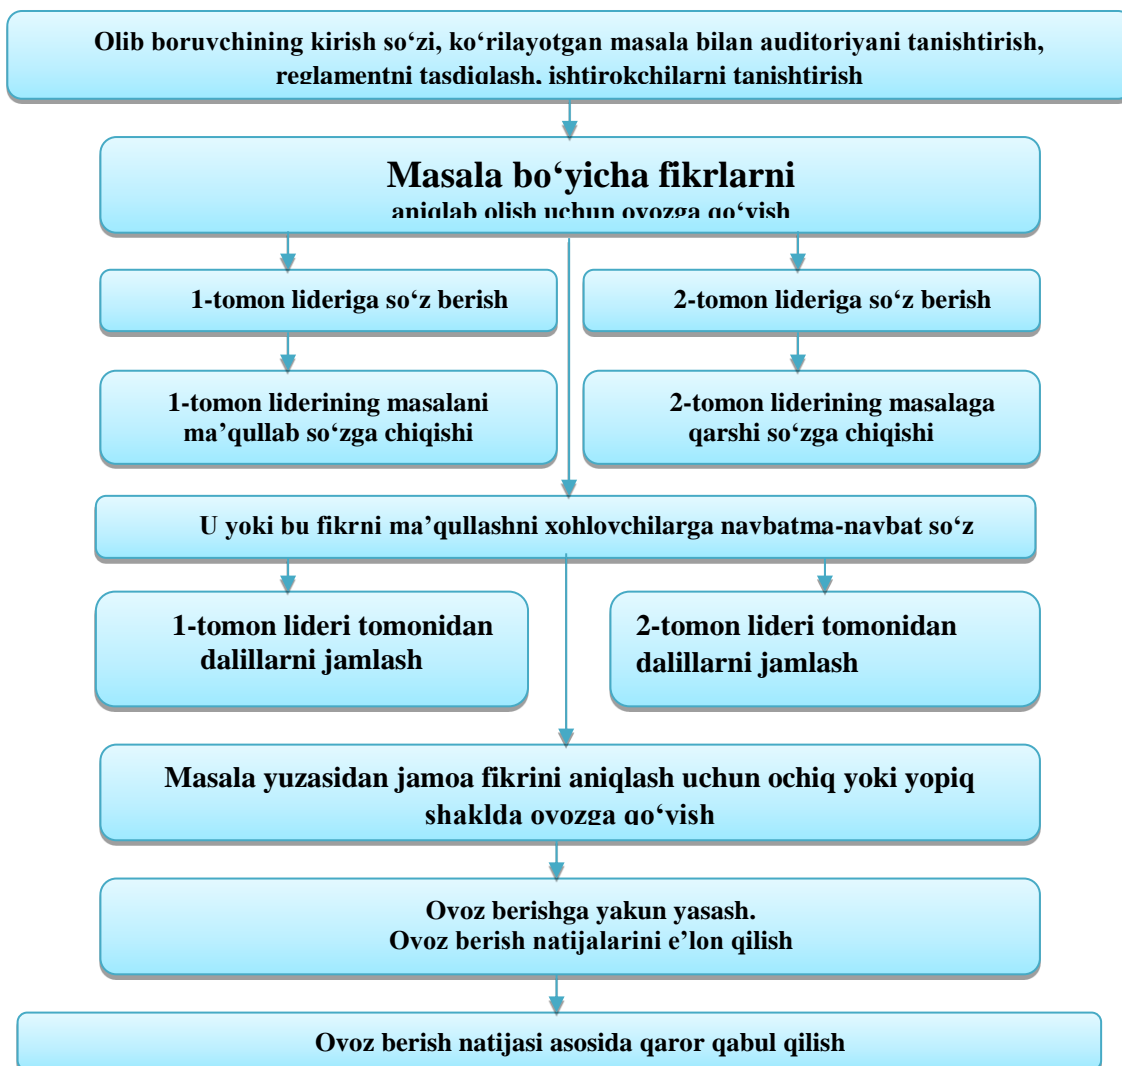 Olib boruvchining kirish so‘zi, ko‘rilayotgan masala bilan auditoriyani tanishtirish,
reglamentni tasdiqlash, ishtirokchilarni tanishtirish
Masala bo‘yicha fikrlarni
aniqlab olish uchun ovozga qo‘yish
1-tomon lideriga so‘z berish
2-tomon lideriga so‘z berish
1-tomon liderining masalani
ma’qullab so‘zga chiqishi
2-tomon liderining masalaga
qarshi so‘zga chiqishi
U yoki bu fikrni ma’qullashni xohlovchilarga navbatma-navbat so‘z
1-tomon lideri tomonidan
dalillarni jamlash
2-tomon lideri tomonidan
dalillarni jamlash
Masala yuzasidan jamoa fikrini aniqlash uchun ochiq yoki yopiq
shaklda ovozga qo‘yish
Ovoz berishga yakun yasash.
Ovoz berish natijalarini e’lon qilish
Ovoz berish natijasi asosida qaror qabul qilish